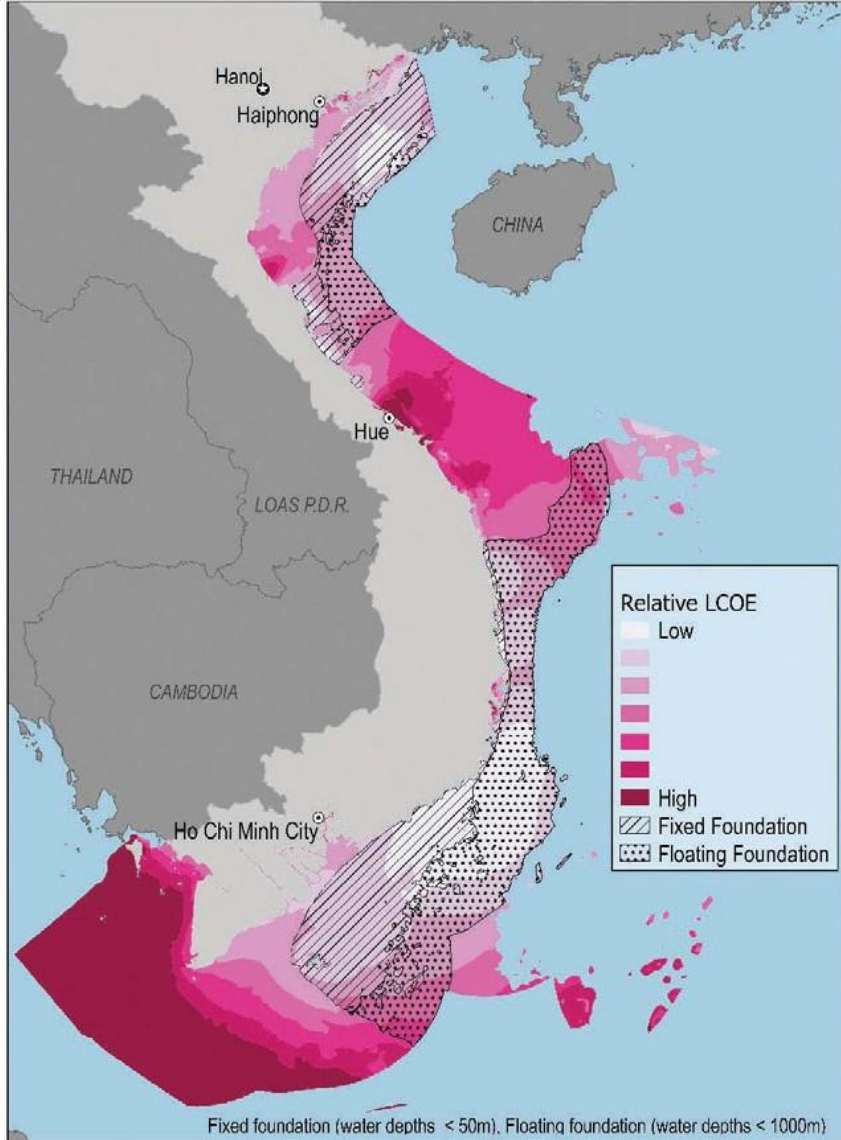 Hanoi
Haiphong
CHINA
Hue
THAILAND
LOAS P.D.R.
Relative LCOE
Low
CAMBODIA
High
Fixed Foundation
Ho Chi Minh City
Floating Foundation
Fixed foundation (water depths < 50m), Floating foundation (water depths < 1000m)